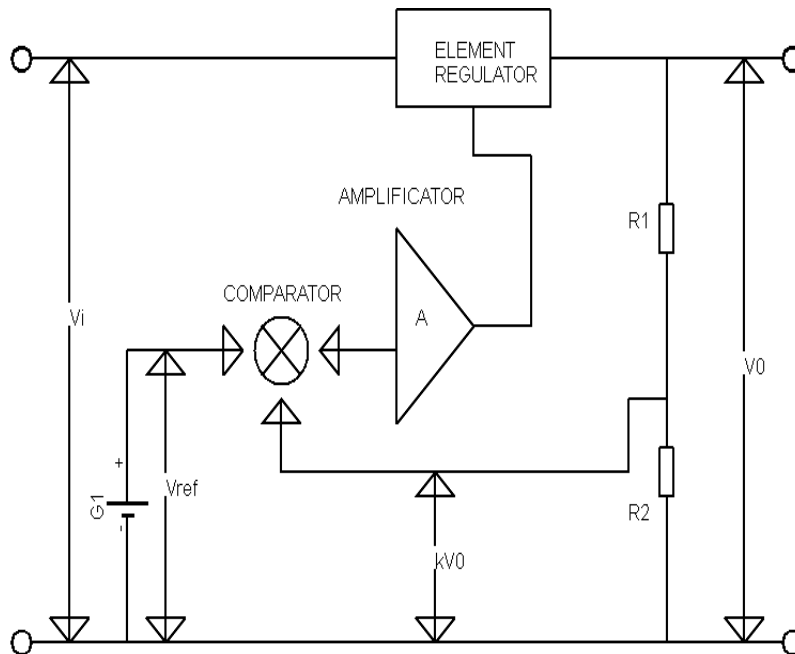 ELEMENT
REGULATOR
AMPLIFICATOR
R1
COMPARATOR
A
Vi
V0
+
Vref
G1
-
R2
kV0